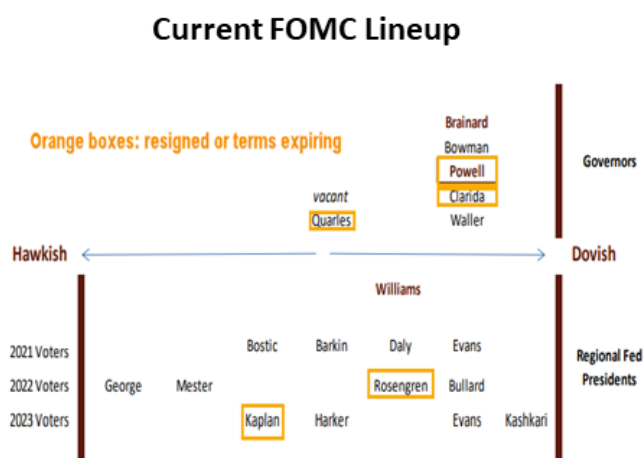 Current FOMC Lineup
Orange boxes: resigned or terms expiring
Brainard
Bowman
Powell
vacant Clarida
Quarles Waller
Governors
Hawkish Dovish
Williams
2021 Voters Bostic Barkin Daly Evans
2022 Voters George Mester Rosengren Bullard
2023 Voters Kaplan Harker Evans Kashkari
Regional Fed
Presidents